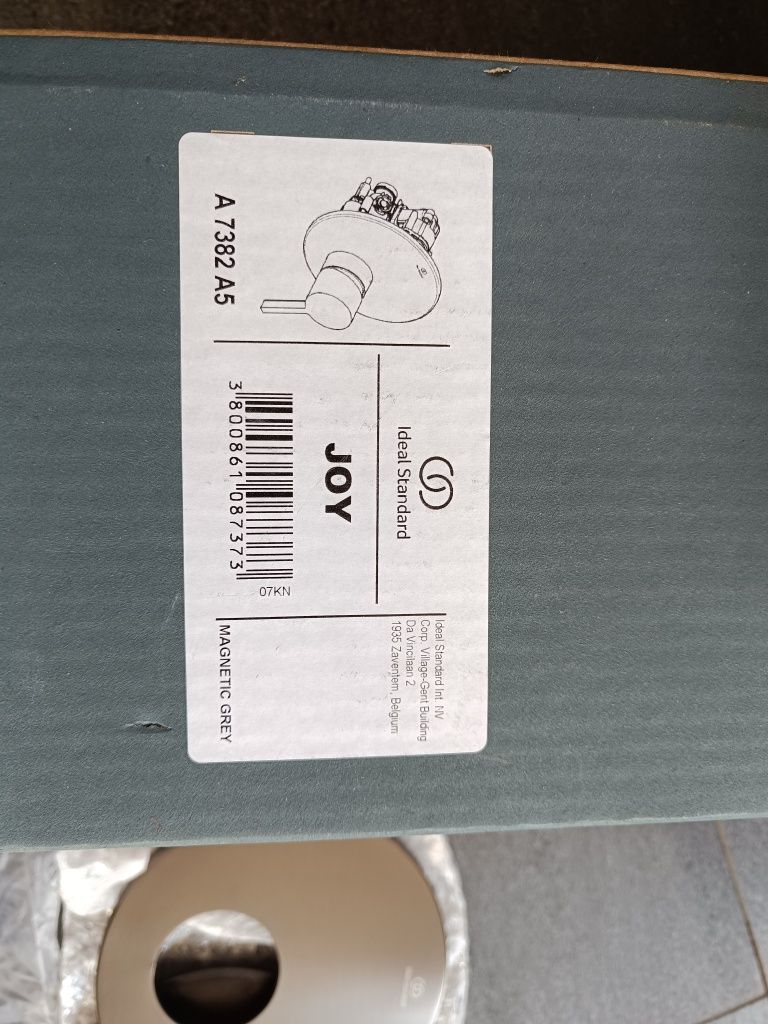 A 7382 A5
Ideal Standard
JOY
3 800861 087373
07KN
Ideal Standard Int. NV
Corp. Village-Gent Building
Da Vincilaan 2
1935 Zaventem, Belgium
MAGNETIC GREY